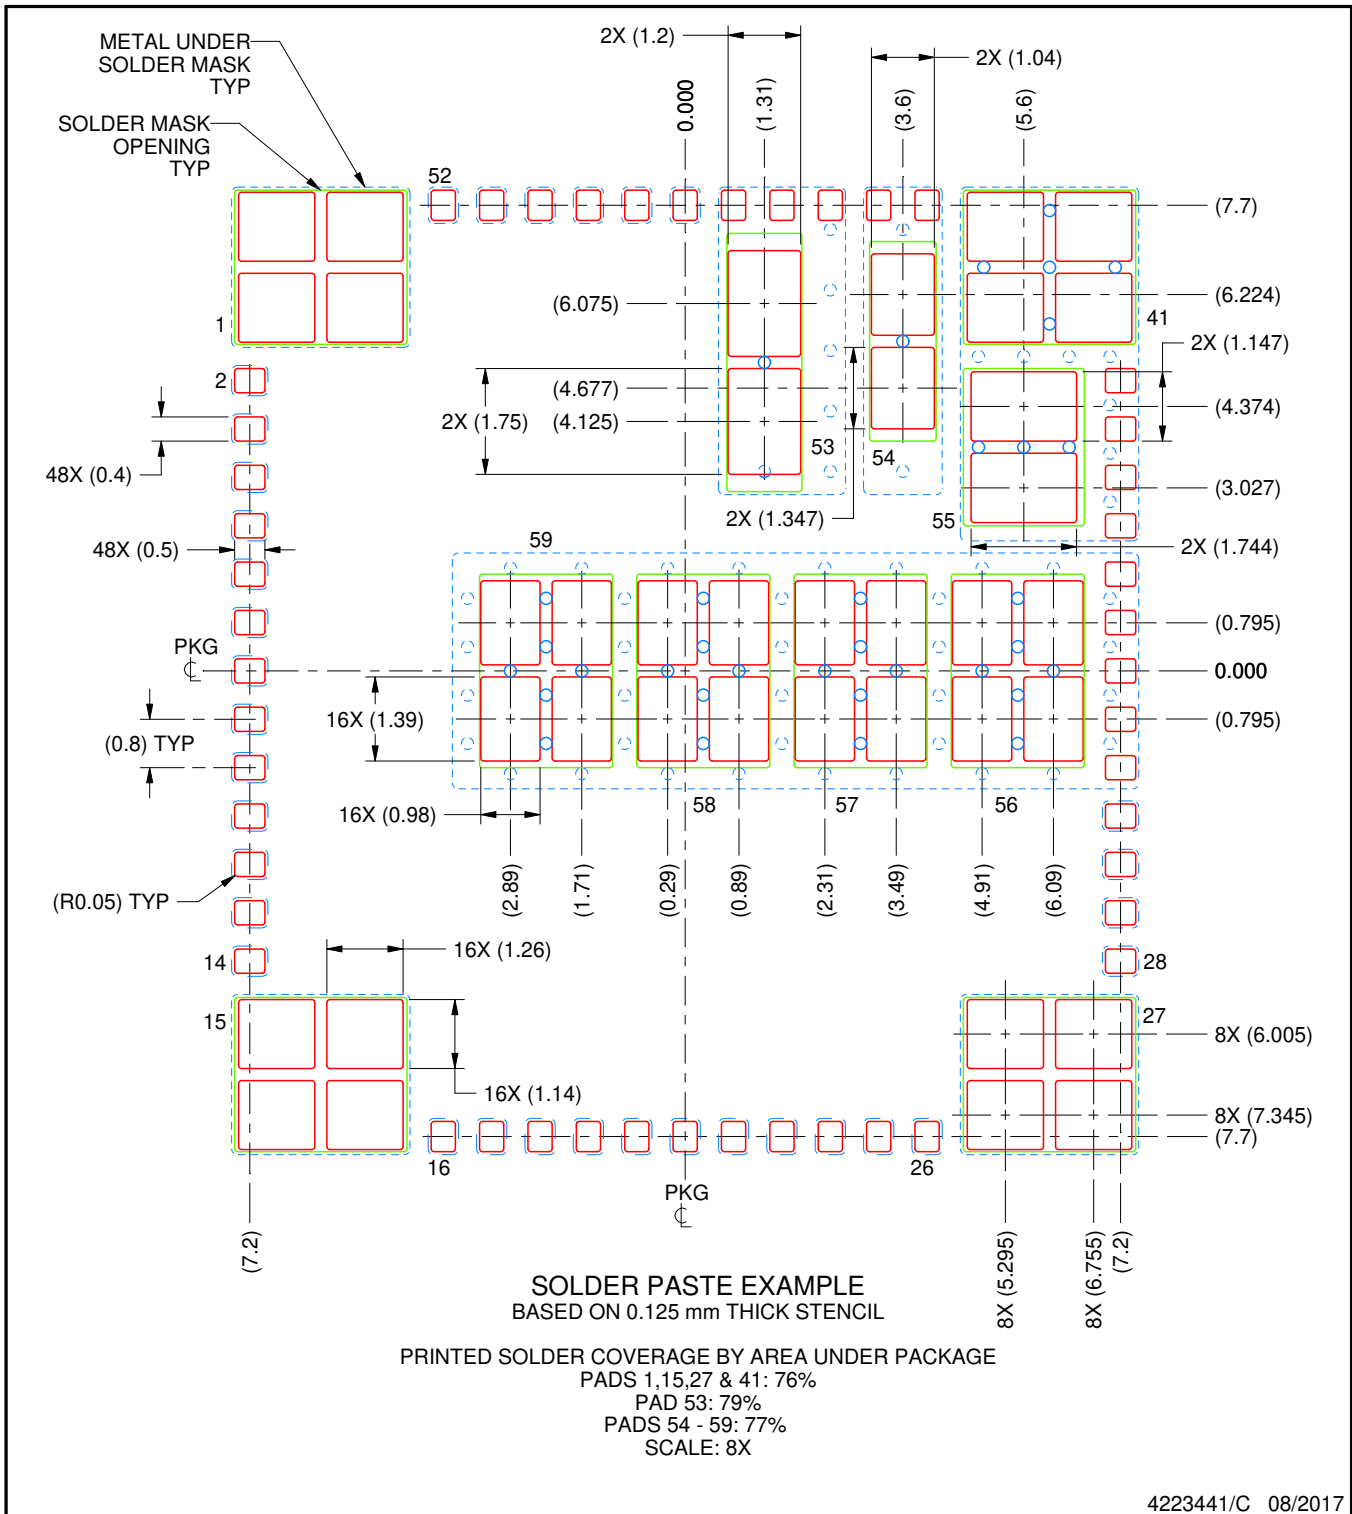 METAL UNDER
SOLDER MASK
TYP
SOLDER MASK
OPENING
TYP
2X (1.2)
2X (1.04)
0.000
(1.31)
(3.6)
(5.6)
52
(7.7)
(6.075)
(6.224)
1
41
2X (1.147)
2
(4.677)
(4.374)
2X (1.75)
(4.125)
53
54
48X (0.4)
(3.027)
2X (1.347)
55
48X (0.5)
59
2X (1.744)
(0.795)
PKG
℄
0.000
16X (1.39)
(0.795)
(0.8) TYP
58
57
56
16X (0.98)
(2.89)
(1.71)
(0.29)
(0.89)
(2.31)
(3.49)
(4.91)
(6.09)
(R0.05) TYP
16X (1.26)
14
28
15
27
8X (6.005)
16X (1.14)
8X (7.345)
(7.7)
16
26
PKG
℄
(7.2)
8X (5.295)
8X (6.755)
(7.2)
SOLDER PASTE EXAMPLE
BASED ON 0.125 mm THICK STENCIL
PRINTED SOLDER COVERAGE BY AREA UNDER PACKAGE
PADS 1,15,27 & 41: 76%
PAD 53: 79%
PADS 54 - 59: 77%
SCALE: 8X
4223441/C 08/2017